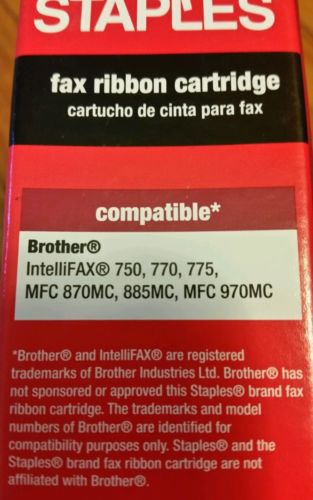 STAPLES
fax ribbon cartridge
cartucho de cinta para fax
compatible*
Brother®
IntelliFAX® 750, 770, 775,
MFC 870MC, 885MC, MFC 970MC
*Brother® and IntelliFAX® are registered
trademarks of Brother Industries Ltd. Brother® has
not sponsored or approved this Staples® brand fax
ribbon cartridge. The trademarks and model
numbers of Brother® are identified for
compatibility purposes only. Staples® and the
Staples® brand fax ribbon cartridge are not
affiliated with Brother®.